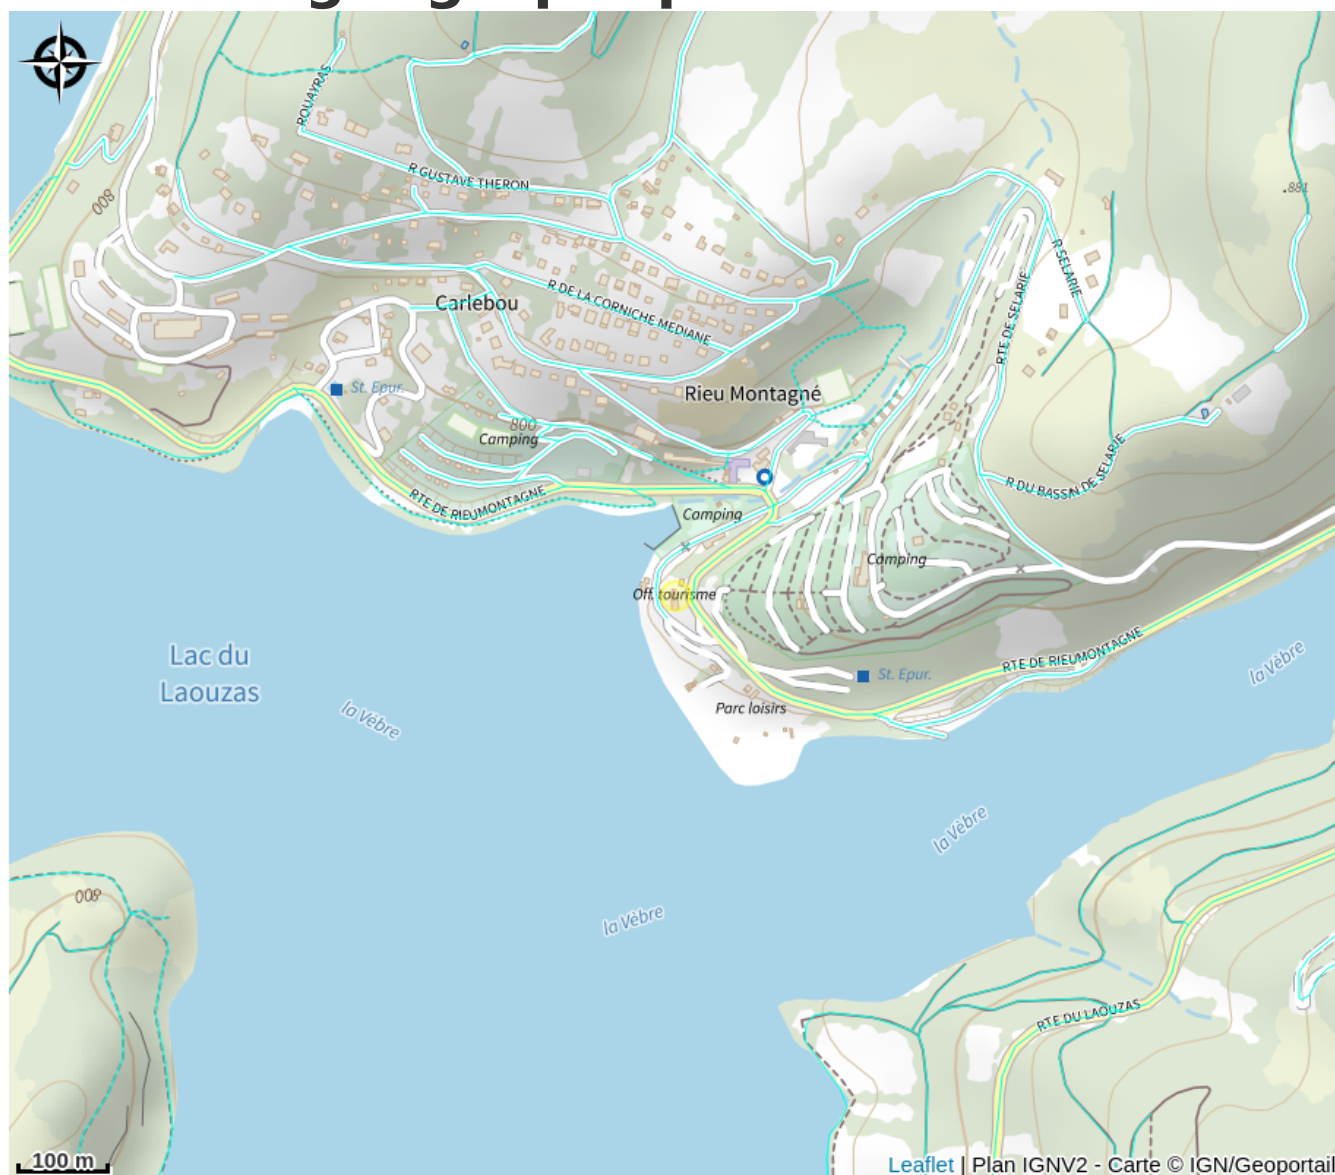 ROUAYRAS
R GUSTAVE THERON
800
.881
R SELARIE
R DE LA CORNICHE MEDIANE
Carlebou
RTE DE SELARIE
St. Epur.
Rieu Montagné
800
Camping
R DU BASSIN DE SELARIE
RTE DE RIEUMONTAGNE
Camping
Camping
Off. tourisme
RTE DE RIEUMONTAGNE
Lac du
Laouzas
la Vèbre
St. Epur.
la Vèbre
Parc loisirs
la Vèbre
800
la Vèbre
RTE DU LAOUZAS
100 m
Leaflet | Plan IGNV2 - Carte © IGN/Geoportail